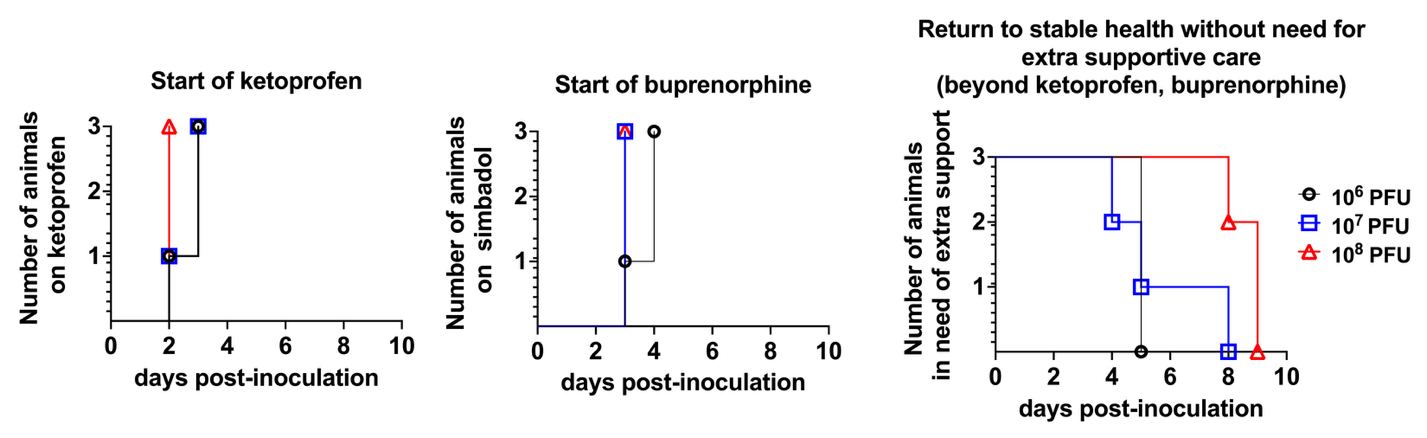 Start of ketoprofen
Number of animals
on ketoprofen
3
2
1
0 2 4 6 8 10
days post-inoculation
Start of buprenorphine
Number of animals
on simbadol
3
2
1
0 2 4 6 8 10
days post-inoculation
Return to stable health without need for
extra supportive care
(beyond ketoprofen, buprenorphine)
Number of animals
in need of extra support
3
2
1
0 2 4 6 8 10
days post-inoculation
10⁶ PFU
10⁷ PFU
10⁸ PFU